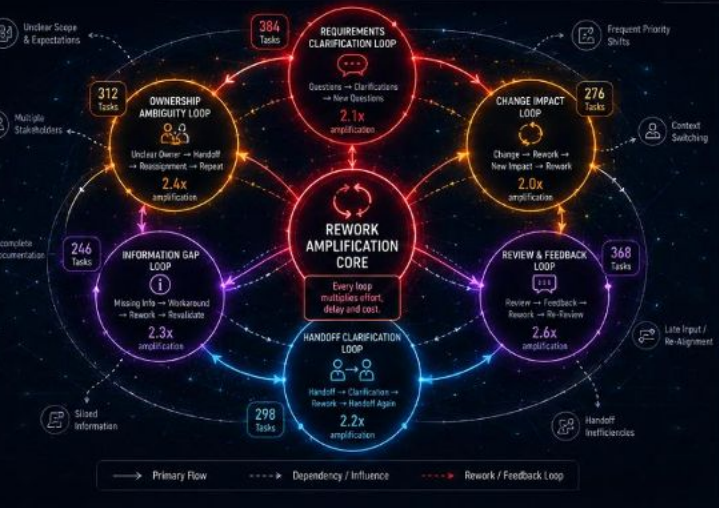 Unclear Scope
& Expectations
384
Tasks
REQUIREMENTS
CLARIFICATION LOOP
Questions → Clarifications
→ New Questions
2.1x
amplification
Frequent Priority
Shifts
312
Tasks
OWNERSHIP
AMBIGUITY LOOP
Unclear Owner → Handoff
→ Reassignment → Repeat
2.4x
amplification
276
Tasks
CHANGE IMPACT
LOOP
Change → Rework →
New Impact → Rework
2.0x
amplification
Multiple
Stakeholders
Context
Switching
REWORK
AMPLIFICATION
CORE
Every loop
multiplies effort,
delay and cost.
complete
cumentation
246
Tasks
INFORMATION GAP
LOOP
Missing Info → Workaround
→ Rework → Revalidate
2.3x
amplification
368
Tasks
REVIEW & FEEDBACK
LOOP
Review → Feedback →
Rework → Re-Review
2.6x
amplification
Late Input /
Re-Alignment
HANDOFF CLARIFICATION
LOOP
Handoff → Clarification →
Rework → Handoff Again
2.2x
amplification
298
Tasks
Siloed
Information
Handoff
Inefficiencies
Primary Flow
Dependency / Influence
Rework / Feedback Loop